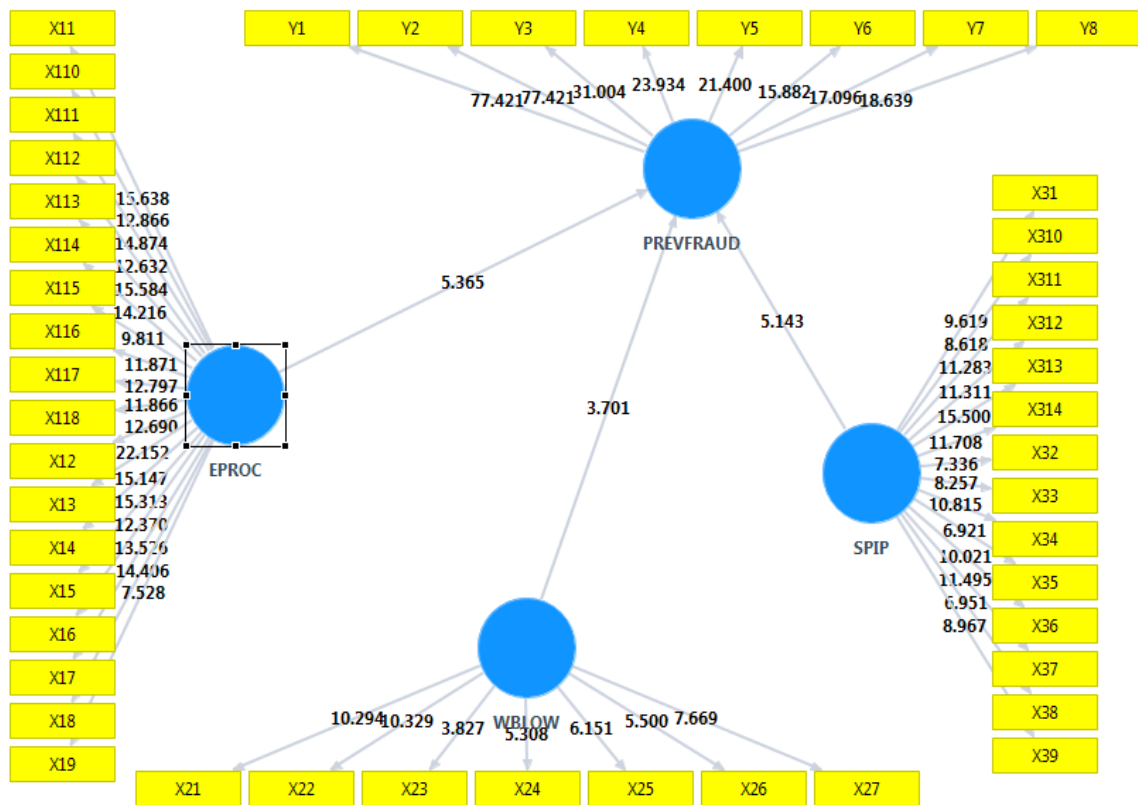 X11
X110
X111
X112
X113
X114
X115
X116
X117
X118
X12
X13
X14
X15
X16
X17
X18
X19
15.638
12.866
14.874
12.632
15.584
14.216
9.811
11.871
12.797
11.866
12.690
22.152
15.147
15.313
12.370
13.526
14.406
7.528
EPROC
Y1 Y2 Y3 Y4 Y5 Y6 Y7 Y8
77.421 77.421 31.004 23.934 21.400 15.882 17.096 18.639
PREVFRAUD
5.365
3.701
5.143
X31
X310
X311
X312
X313
X314
X32
X33
X34
X35
X36
X37
X38
X39
9.619
8.618
11.283
11.311
15.500
11.708
7.336
8.257
10.815
6.921
10.021
11.495
6.951
8.967
SPIP
WBLOW
10.294 10.329 3.827 5.308 6.151 5.500 7.669
X21 X22 X23 X24 X25 X26 X27